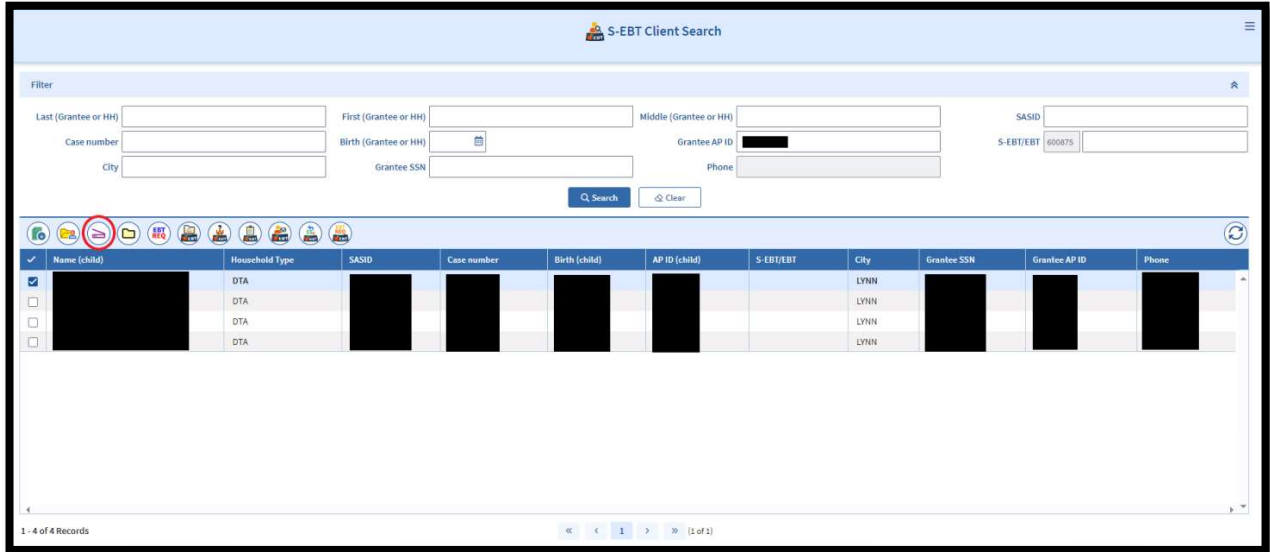 S-EBT Client Search
Filter
Last (Grantee or HH) First (Grantee or HH) Middle (Grantee or HH) SASID
Case number Birth (Grantee or HH) Grantee AP ID S-EBT/EBT 600875
City Grantee SSN Phone
Search Clear
EBT REQ
Name (child) Household Type SASID Case number Birth (child) AP ID (child) S-EBT/EBT City Grantee SSN Grantee AP ID Phone
DTA LYNN
DTA LYNN
DTA LYNN
DTA LYNN
1 - 4 of 4 Records « < 1 > » (1 of 1)